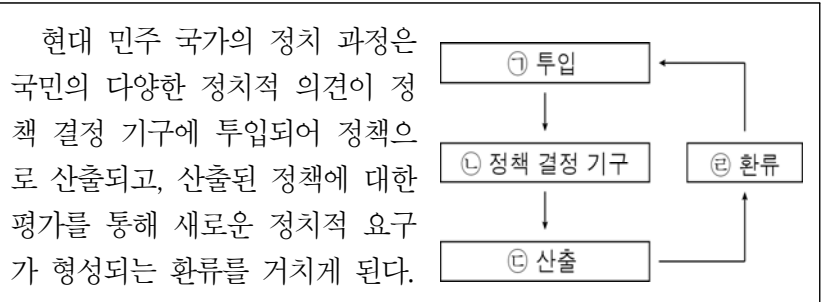 현대 민주 국가의 정치 과정은
국민의 다양한 정치적 의견이 정
책 결정 기구에 투입되어 정책으
로 산출되고, 산출된 정책에 대한
평가를 통해 새로운 정치적 요구
가 형성되는 환류를 거치게 된다.
㉠ 투입
㉡ 정책 결정 기구
㉣ 환류
㉢ 산출